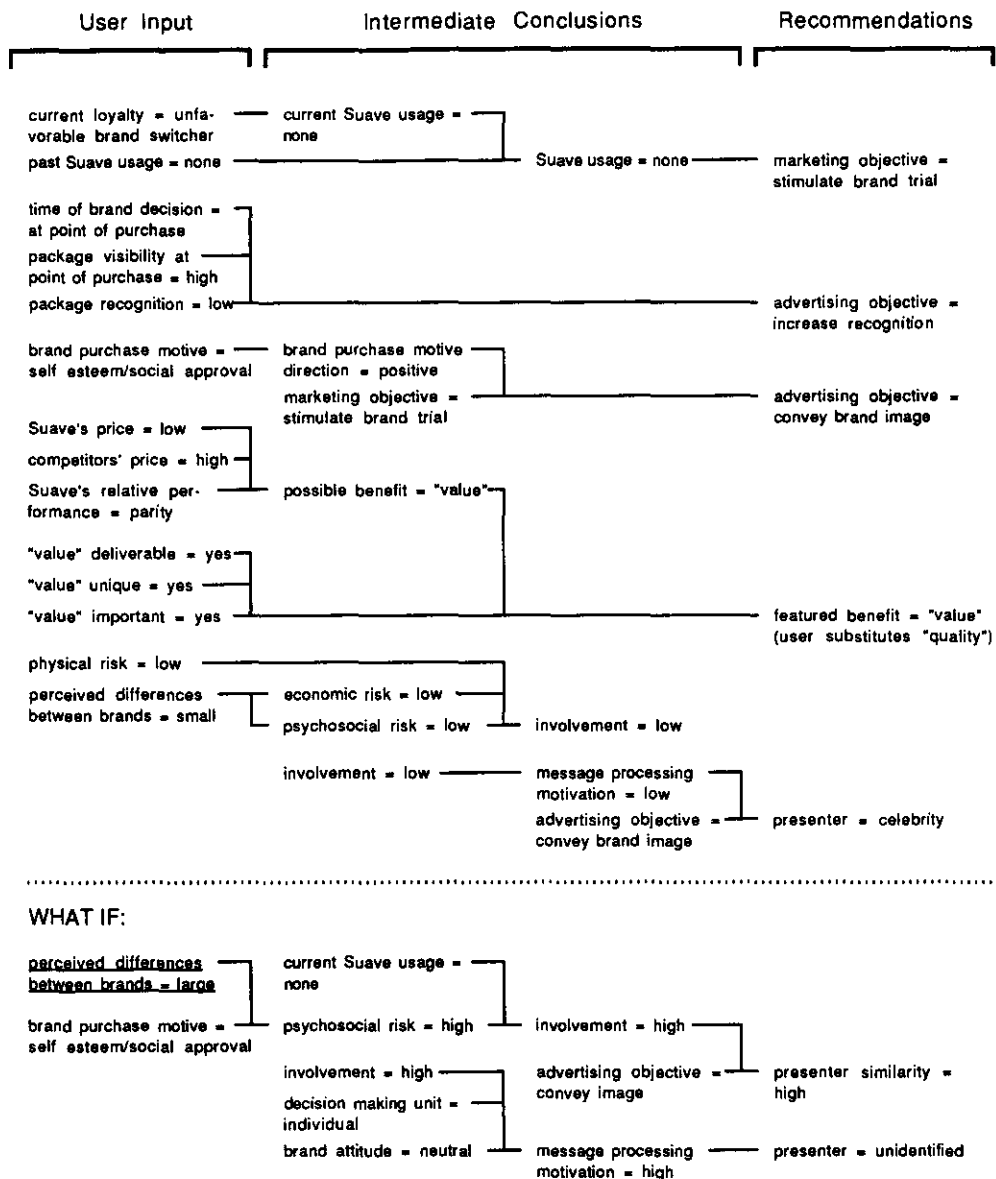 User Input
Intermediate Conclusions
Recommendations
current loyalty = unfa-
vorable brand switcher
current Suave usage =
none
past Suave usage = none
Suave usage = none
marketing objective =
stimulate brand trial
time of brand decision =
at point of purchase
package visibility at
point of purchase = high
package recognition = low
advertising objective =
increase recognition
brand purchase motive =
self esteem/social approval
brand purchase motive
direction = positive
marketing objective =
stimulate brand trial
advertising objective =
convey brand image
Suave's price = low
competitors' price = high
Suave's relative per-
formance = parity
possible benefit = "value"
"value" deliverable = yes
"value" unique = yes
"value" important = yes
featured benefit = "value"
(user substitutes "quality")
physical risk = low
perceived differences
between brands = small
economic risk = low
psychosocial risk = low
involvement = low
involvement = low
message processing
motivation = low
advertising objective =
convey brand image
presenter = celebrity
WHAT IF:
perceived differences
between brands = large
current Suave usage =
none
brand purchase motive =
self esteem/social approval
psychosocial risk = high
involvement = high
involvement = high
advertising objective =
convey image
presenter similarity =
high
decision making unit =
individual
brand attitude = neutral
message processing
motivation = high
presenter = unidentified